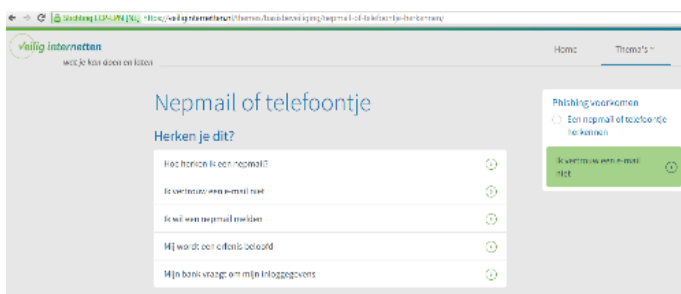 Stichting ECP-EPN [NL] https://veiliginternetten.nl/themes/basisbeveiliging/nepmail-of-telefoontje-herkennen/
veilig internetten
wat je kan doen en laten
Home Thema's
Nepmail of telefoontje
Herken je dit?
Hoe herken ik een nepmail?
Ik vertrouw een e-mail niet
Ik wil een nepmail melden
Mij wordt een erfenis beloofd
Mijn bank vraagt om mijn inloggegevens
Phishing voorkomen
Een nepmail of telefoontje
herkennen
Ik vertrouw een e-mail
niet